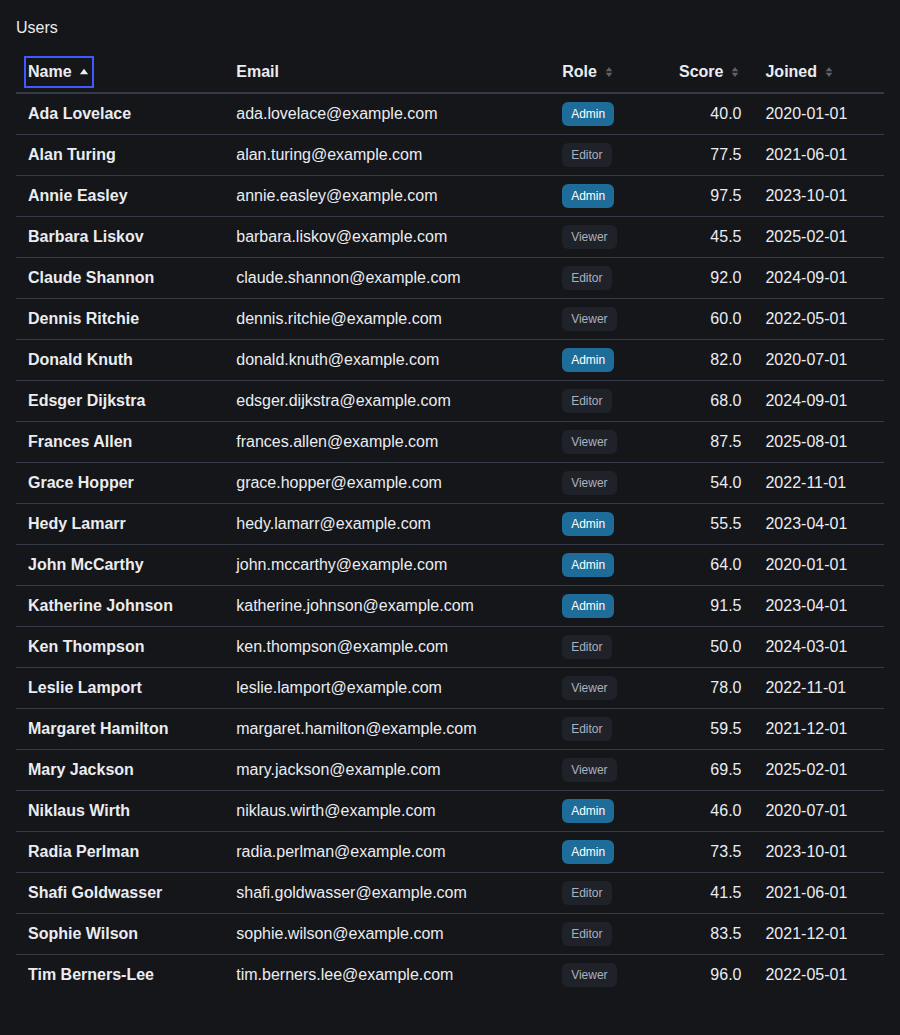 Users
Name Email Role Score Joined
Ada Lovelace ada.lovelace@example.com Admin 40.0 2020-01-01
Alan Turing alan.turing@example.com Editor 77.5 2021-06-01
Annie Easley annie.easley@example.com Admin 97.5 2023-10-01
Barbara Liskov barbara.liskov@example.com Viewer 45.5 2025-02-01
Claude Shannon claude.shannon@example.com Editor 92.0 2024-09-01
Dennis Ritchie dennis.ritchie@example.com Viewer 60.0 2022-05-01
Donald Knuth donald.knuth@example.com Admin 82.0 2020-07-01
Edsger Dijkstra edsger.dijkstra@example.com Editor 68.0 2024-09-01
Frances Allen frances.allen@example.com Viewer 87.5 2025-08-01
Grace Hopper grace.hopper@example.com Viewer 54.0 2022-11-01
Hedy Lamarr hedy.lamarr@example.com Admin 55.5 2023-04-01
John McCarthy john.mccarthy@example.com Admin 64.0 2020-01-01
Katherine Johnson katherine.johnson@example.com Admin 91.5 2023-04-01
Ken Thompson ken.thompson@example.com Editor 50.0 2024-03-01
Leslie Lamport leslie.lamport@example.com Viewer 78.0 2022-11-01
Margaret Hamilton margaret.hamilton@example.com Editor 59.5 2021-12-01
Mary Jackson mary.jackson@example.com Viewer 69.5 2025-02-01
Niklaus Wirth niklaus.wirth@example.com Admin 46.0 2020-07-01
Radia Perlman radia.perlman@example.com Admin 73.5 2023-10-01
Shafi Goldwasser shafi.goldwasser@example.com Editor 41.5 2021-06-01
Sophie Wilson sophie.wilson@example.com Editor 83.5 2021-12-01
Tim Berners-Lee tim.berners.lee@example.com Viewer 96.0 2022-05-01